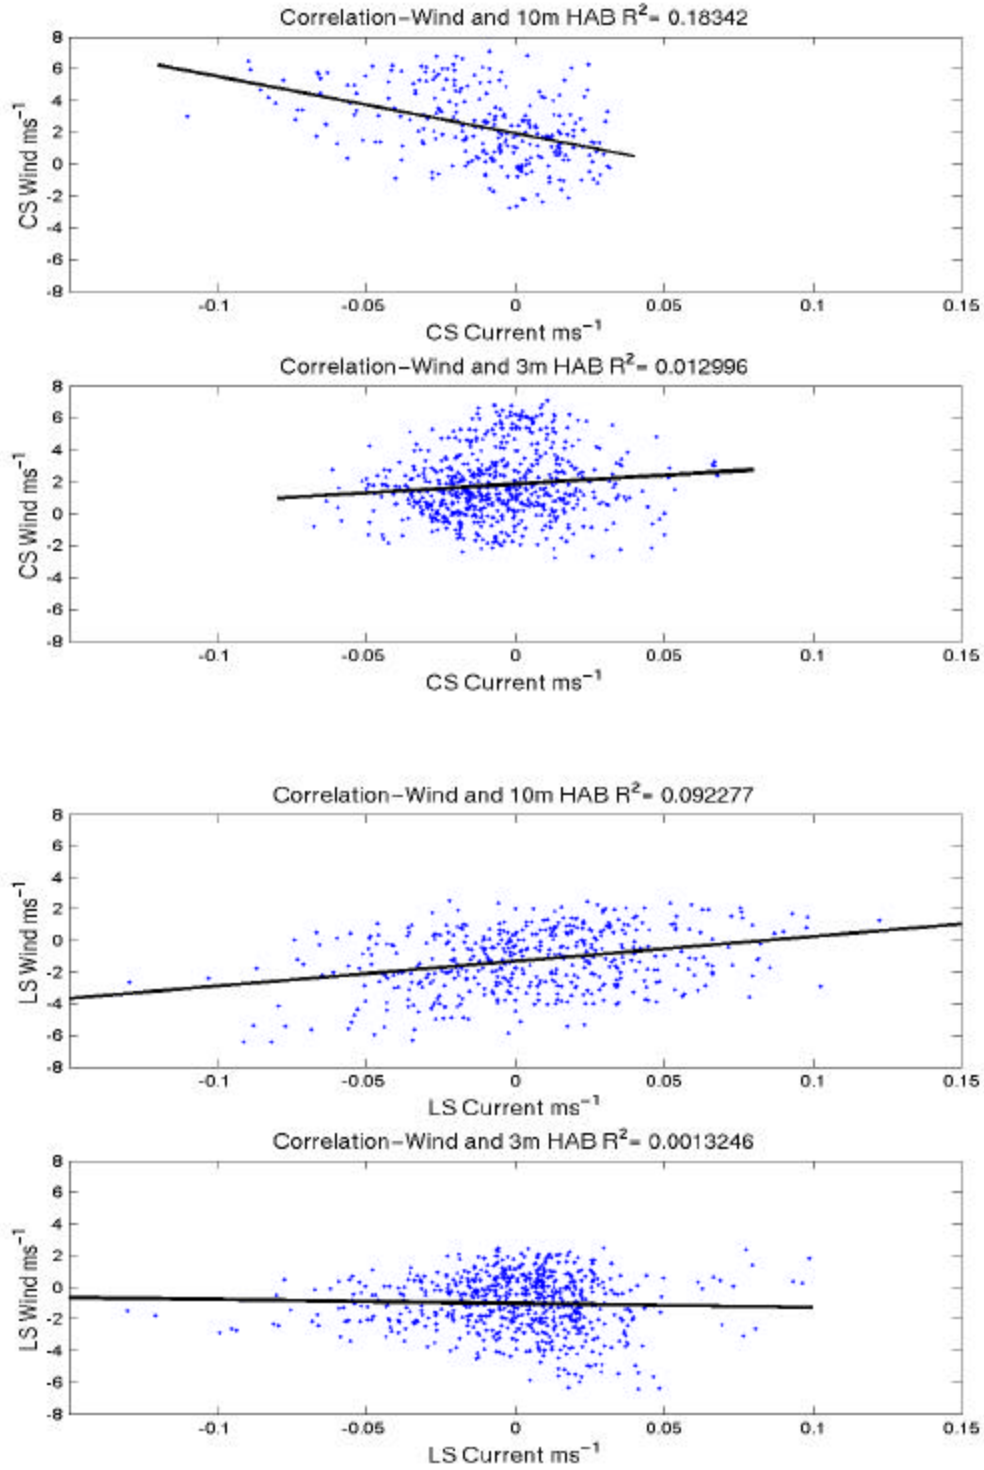 Correlation-Wind and 10m HAB R²= 0.18342
8
6
4
2
0
-2
-4
-6
-8
CS Wind ms⁻¹
-0.1 -0.05 0 0.05 0.1 0.15
CS Current ms⁻¹
Correlation-Wind and 3m HAB R²= 0.012996
8
6
4
2
0
-2
-4
-6
-8
CS Wind ms⁻¹
-0.1 -0.05 0 0.05 0.1 0.15
CS Current ms⁻¹
Correlation-Wind and 10m HAB R²= 0.092277
8
6
4
2
0
-2
-4
-6
-8
LS Wind ms⁻¹
-0.1 -0.05 0 0.05 0.1 0.15
LS Current ms⁻¹
Correlation-Wind and 3m HAB R²= 0.0013246
8
6
4
2
0
-2
-4
-6
-8
LS Wind ms⁻¹
-0.1 -0.05 0 0.05 0.1 0.15
LS Current ms⁻¹